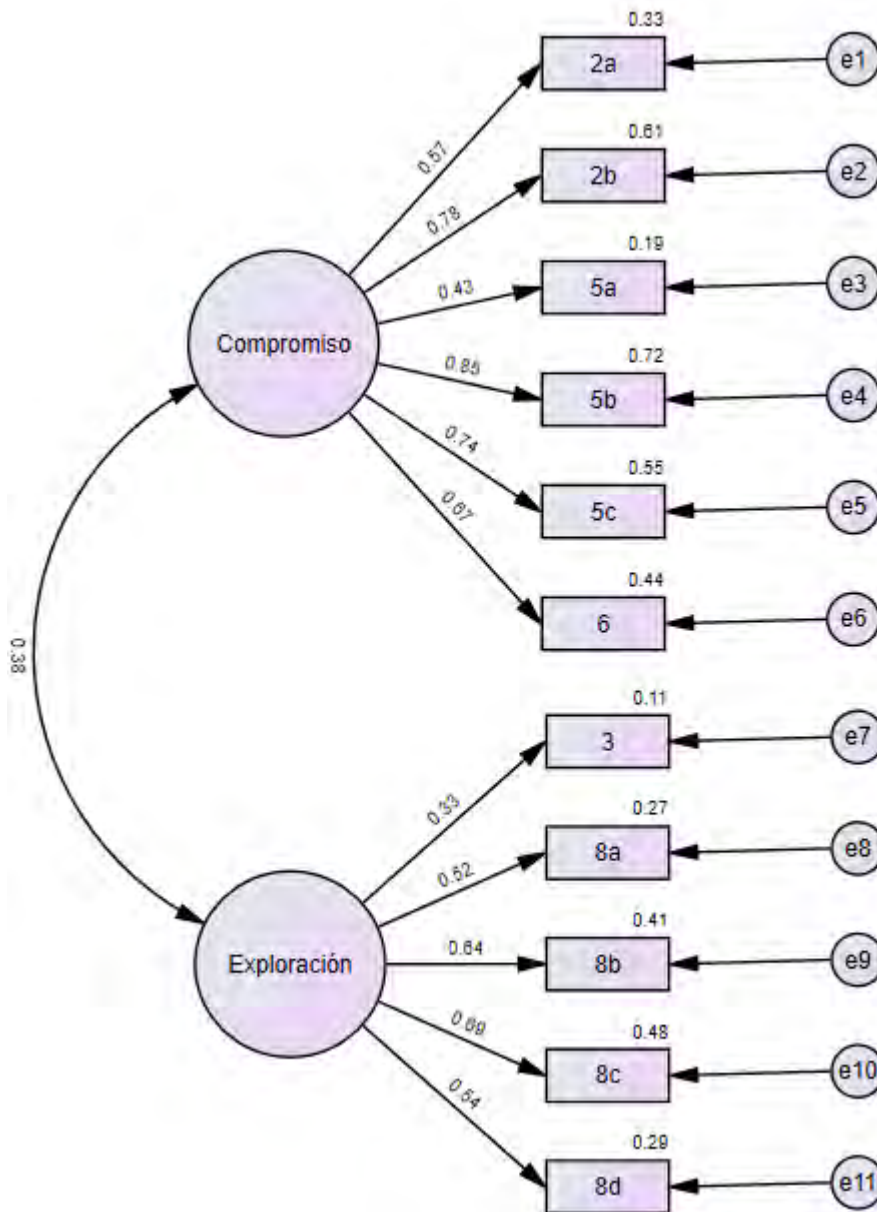 0.33
2a
e1
0.57
0.61
2b
e2
0.78
0.19
5a
e3
0.43
Compromiso
0.72
5b
e4
0.85
0.55
5c
e5
0.74
0.44
6
e6
0.67
0.38
0.11
3
e7
0.33
0.27
8a
e8
0.52
Exploración
0.41
8b
e9
0.64
0.48
8c
e10
0.69
0.29
8d
e11
0.54